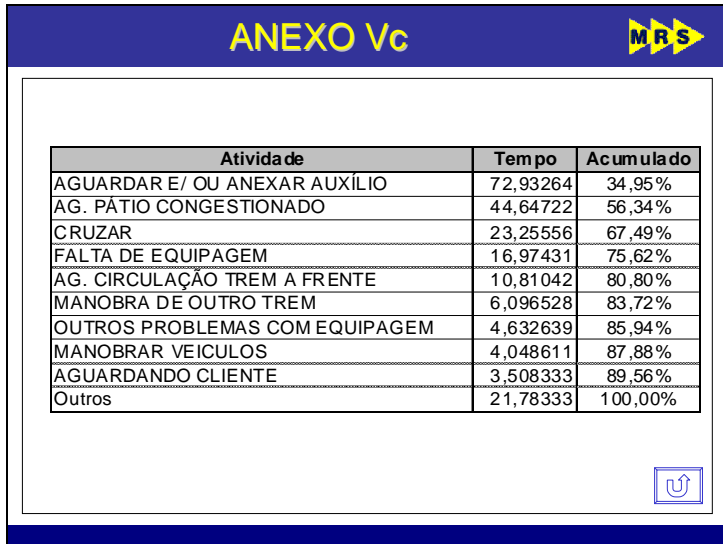 ANEXO Vc
MRS
Atividade Tempo Acumulado
AGUARDAR E/ OU ANEXAR AUXÍLIO 72,93264 34,95%
AG. PÁTIO CONGESTIONADO 44,64722 56,34%
CRUZAR 23,25556 67,49%
FALTA DE EQUIPAGEM 16,97431 75,62%
AG. CIRCULAÇÃO TREM A FRENTE 10,81042 80,80%
MANOBRA DE OUTRO TREM 6,096528 83,72%
OUTROS PROBLEMAS COM EQUIPAGEM 4,632639 85,94%
MANOBRAR VEICULOS 4,048611 87,88%
AGUARDANDO CLIENTE 3,508333 89,56%
Outros 21,78333 100,00%